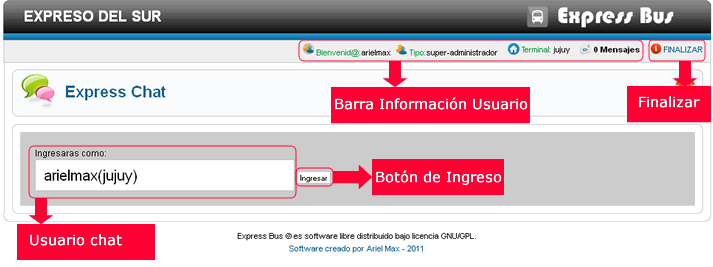 EXPRESO DEL SUR
Express Bus
Bienvenid@: arielmax Tipo: super-administrador Terminal: jujuy 0 Mensajes FINALIZAR
Express Chat
Barra Información Usuario
Finalizar
Ingresaras como:
arielmax(jujuy)
Ingresar
Botón de Ingreso
Usuario chat
Express Bus © es software libre distribuido bajo licencia GNU/GPL.
Software creado por Ariel Max - 2011